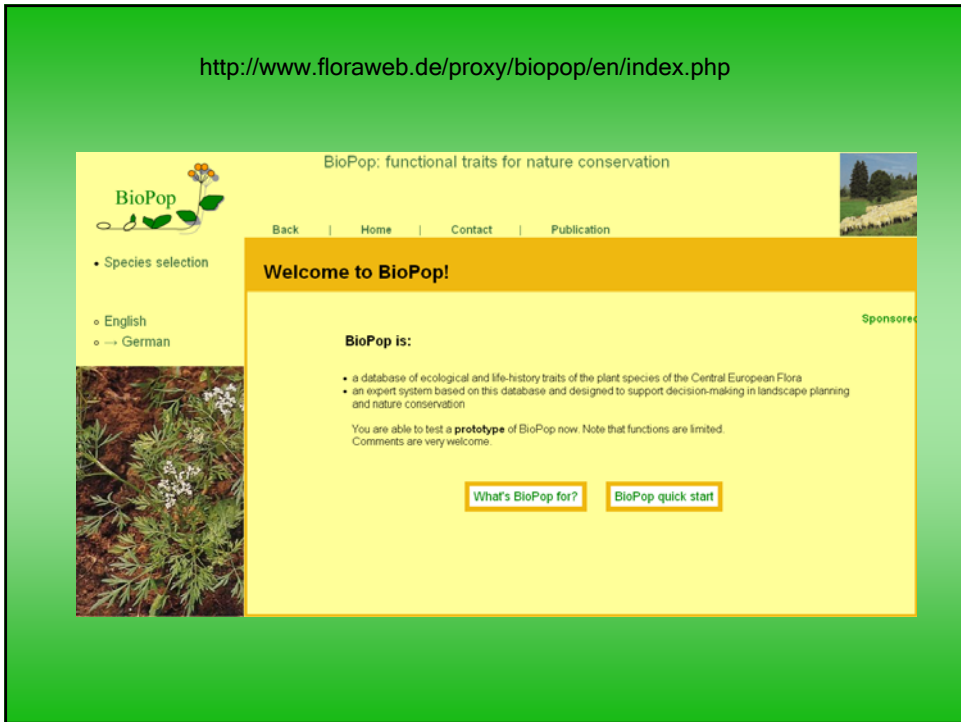 http://www.floraweb.de/proxy/biopop/en/index.php
BioPop: functional traits for nature conservation
BioPop
Back | Home | Contact | Publication
• Species selection
Welcome to BioPop!
∘ English
∘ → German
Sponsored
BioPop is:
• a database of ecological and life-history traits of the plant species of the Central European Flora
• an expert system based on this database and designed to support decision-making in landscape planning
and nature conservation
You are able to test a prototype of BioPop now. Note that functions are limited.
Comments are very welcome.
What's BioPop for? BioPop quick start